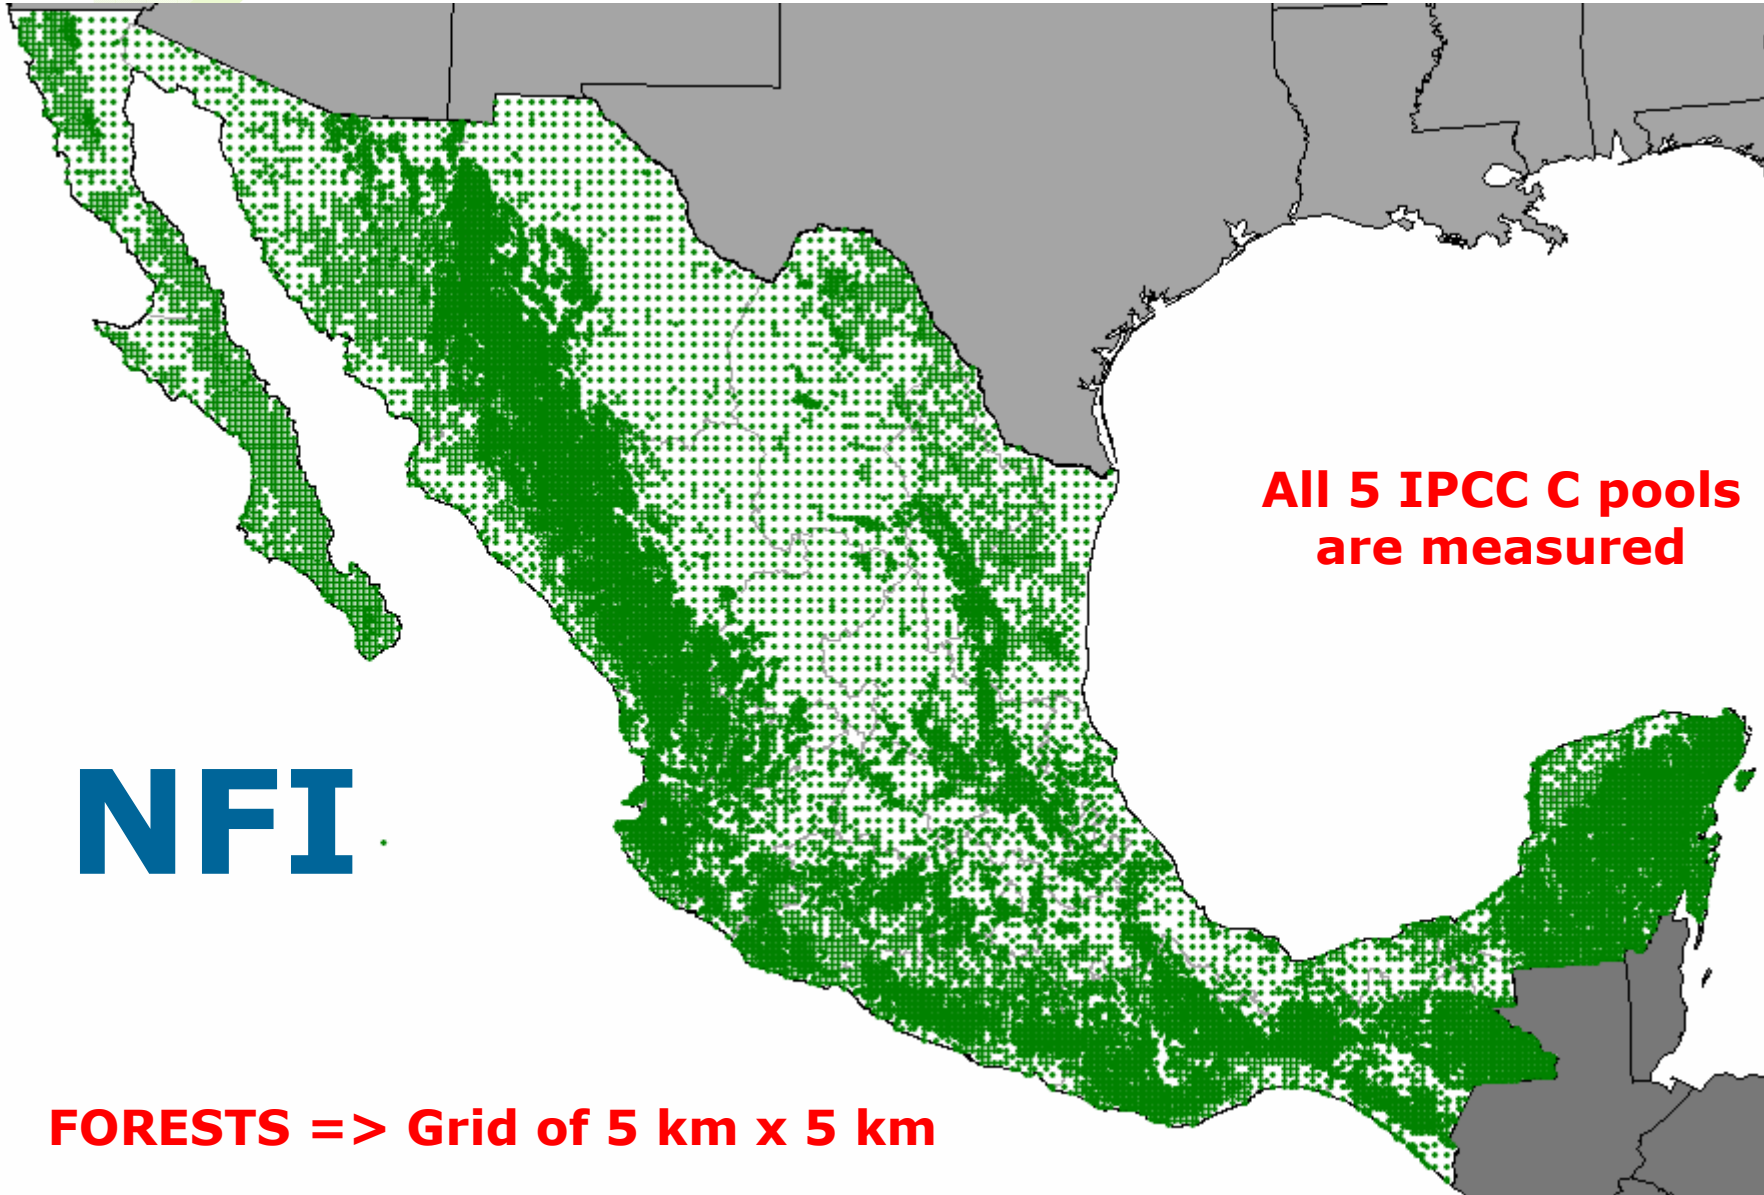 All 5 IPCC C pools
are measured
NFI
FORESTS => Grid of 5 km x 5 km